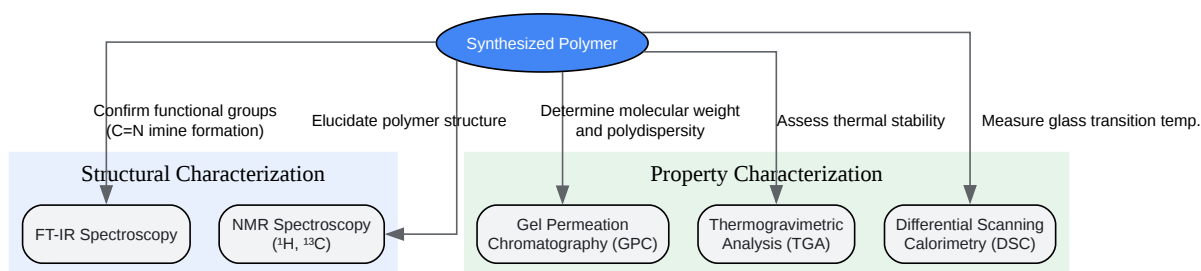 Synthesized Polymer
Confirm functional groups
(C=N imine formation)
Elucidate polymer structure
Determine molecular weight
and polydispersity
Assess thermal stability
Measure glass transition temp.
Structural Characterization
Property Characterization
FT-IR Spectroscopy
NMR Spectroscopy
(¹H, ¹³C)
Gel Permeation
Chromatography (GPC)
Thermogravimetric
Analysis (TGA)
Differential Scanning
Calorimetry (DSC)